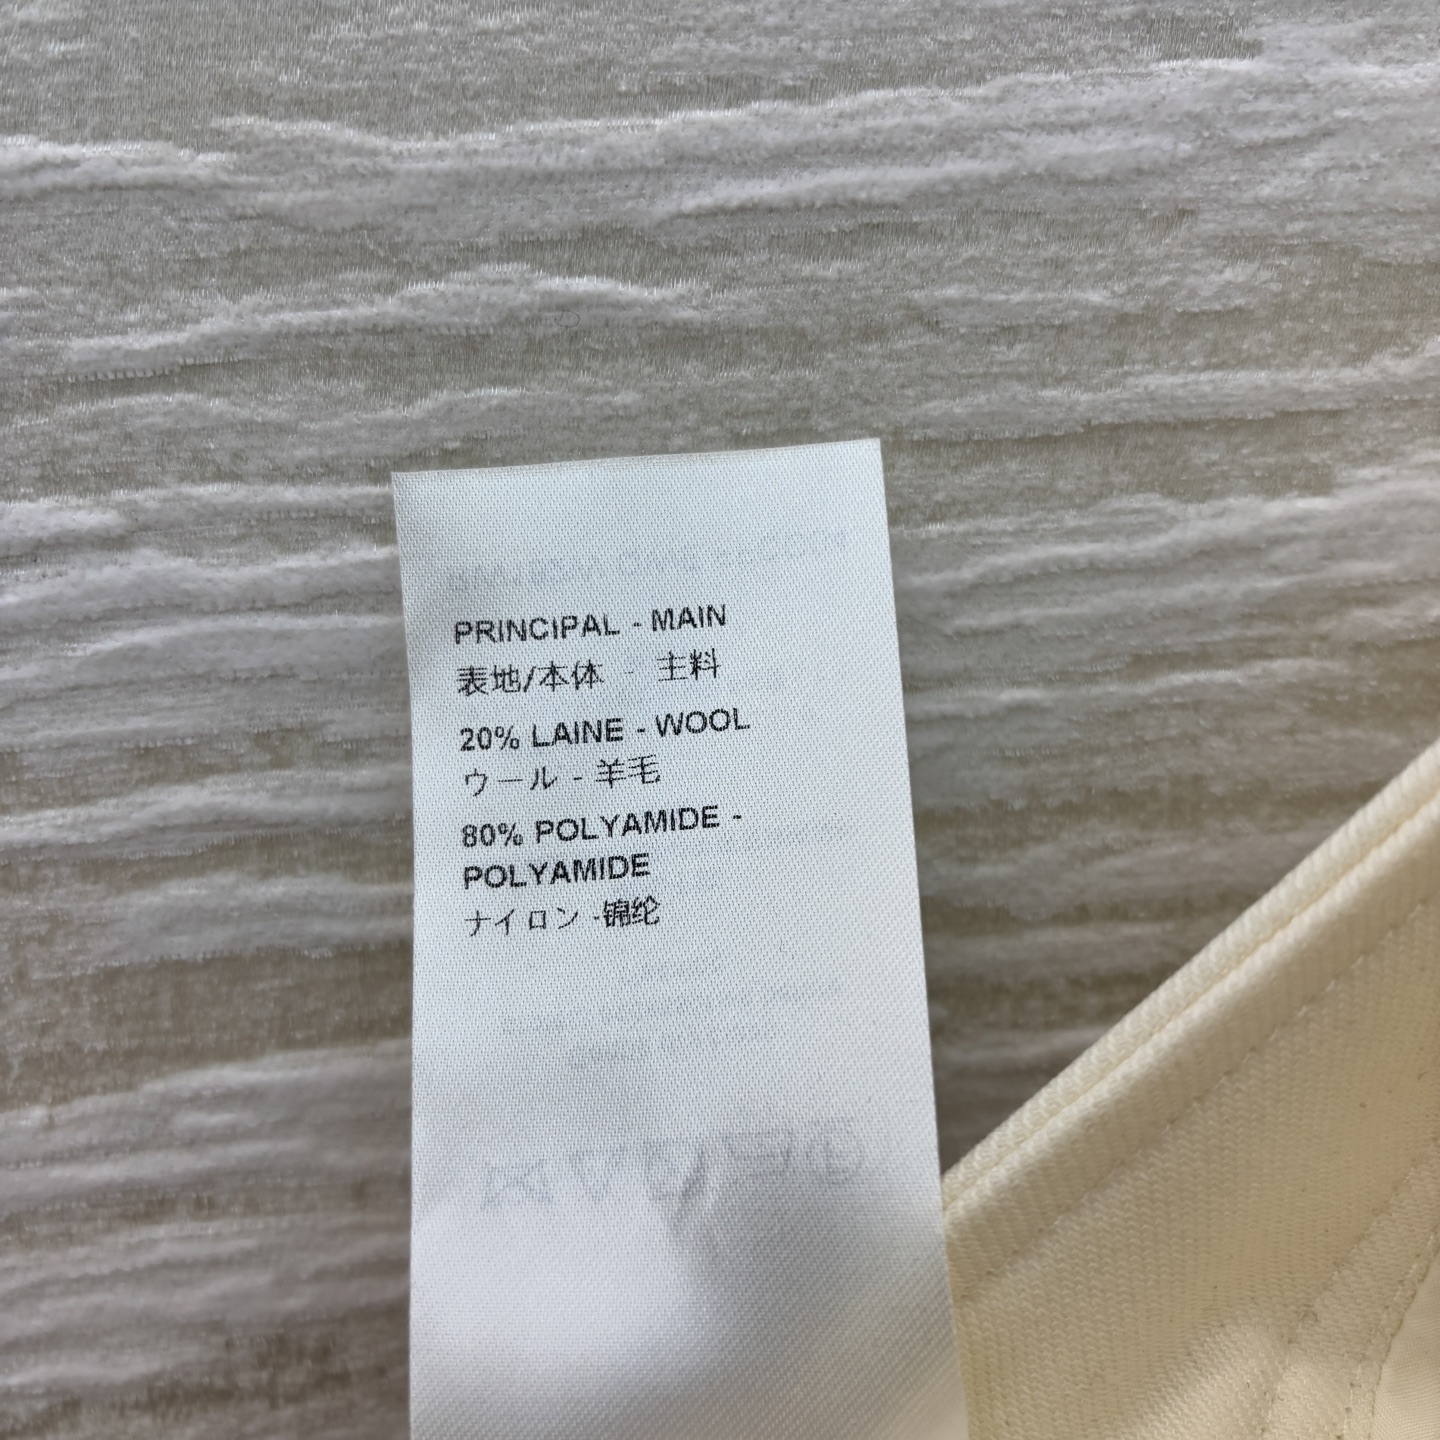 PRINCIPAL - MAIN
表地/本体 - 主料
20% LAINE - WOOL
ウール - 羊毛
80% POLYAMIDE -
POLYAMIDE
ナイロン -锦纶